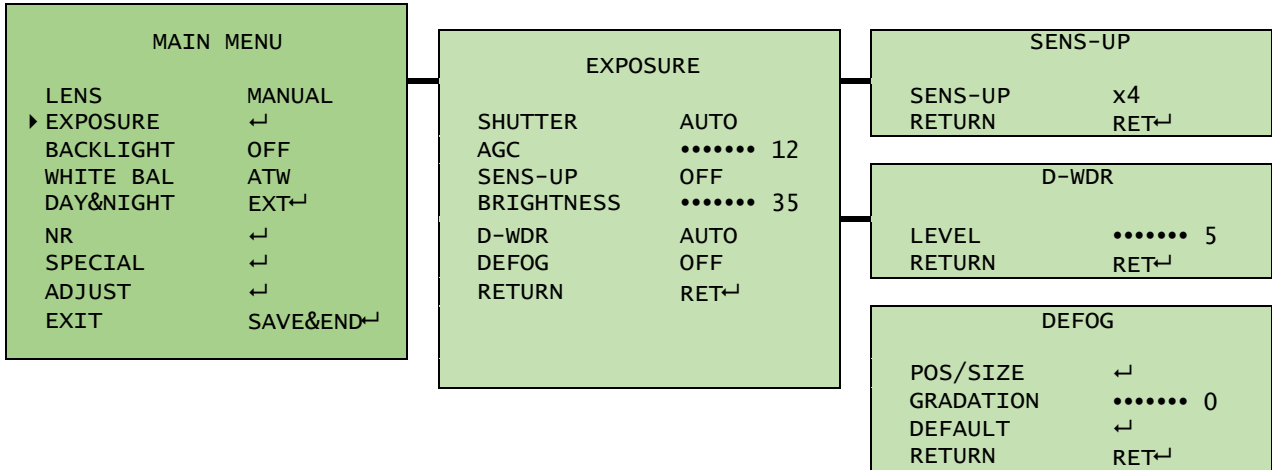 MAIN MENU
LENS MANUAL
▶ EXPOSURE ↵
BACKLIGHT OFF
WHITE BAL ATW
DAY&NIGHT EXT↵
NR ↵
SPECIAL ↵
ADJUST ↵
EXIT SAVE&END↵
EXPOSURE
SHUTTER AUTO
AGC ••••••• 12
SENS-UP OFF
BRIGHTNESS ••••••• 35
D-WDR AUTO
DEFOG OFF
RETURN RET↵
SENS-UP
SENS-UP x4
RETURN RET↵
D-WDR
LEVEL ••••••• 5
RETURN RET↵
DEFOG
POS/SIZE ↵
GRADATION ••••••• 0
DEFAULT ↵
RETURN RET↵